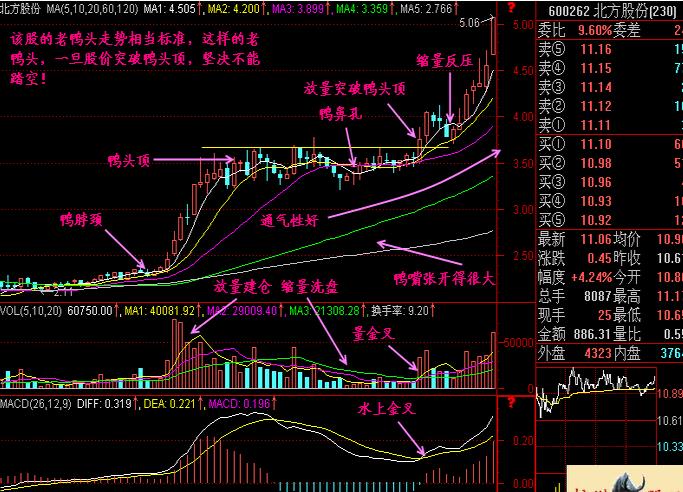 北方股份 MA(5,10,20,60,120) MA1: 4.505↑, MA2: 4.200↑, MA3: 3.899↑, MA4: 3.359↑, MA5: 2.766↑
?
600262 北方股份(230)
委比 9.60% 委差
卖⑤ 11.16
卖④ 11.15
卖③ 11.14
卖② 11.12
卖① 11.11
买① 11.10
买② 10.98
买③ 10.96
买④ 10.93
买⑤ 10.92
最新 11.06 均价 10.9
涨跌 0.45 昨收 10.6
幅度 +4.24% 今开 10.8
总手 8087 最高 11.1
现手 25 最低 10.6
金额 886.31 量比 0.5
外盘 4323 内盘 376
该股的老鸭头走势相当标准，这样的老
鸭头，一旦股价突破鸭头顶，坚决不能
踏空！
5.06
5.00
4.50
4.00
3.50
3.00
2.50
缩量反压
放量突破鸭头顶
鸭鼻孔
鸭头顶
鸭脖颈
通气性好
鸭嘴张开得很大
2.11
放量建仓 缩量洗盘
VOL(5,10,20) 60750.00↑, MA1: 40081.92↑, MA2: 29009.40↑, MA3: 21308.28↑, 换手率: 9.20↑
量金叉
50000
0.00
MACD(26,12,9) DIFF: 0.319↑, DEA: 0.221↑, MACD: 0.196↑
?
水上金叉
0.20
0.00
10.89
10.61
10.33